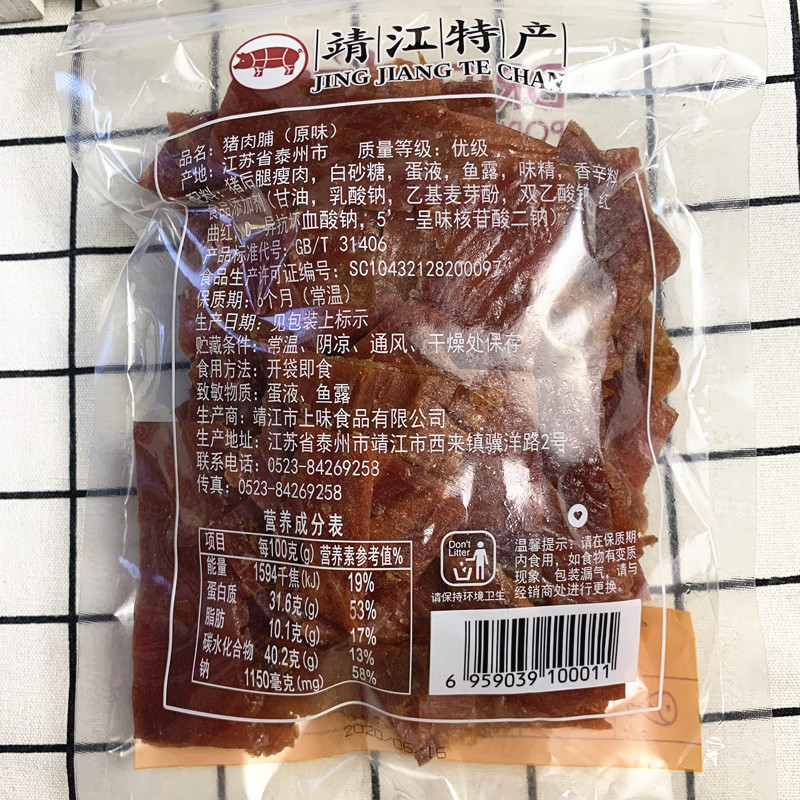 靖江特产
JING JIANG TE CHAN
品名：猪肉脯（原味）
产地：江苏省泰州市 质量等级：优级
配料：猪后腿瘦肉，白砂糖，蛋液，鱼露，味精，香辛料
食品添加剂（甘油，乳酸钠，乙基麦芽酚，双乙酸钠，红
曲红，异抗坏血酸钠，5’-呈味核苷酸二钠）
产品标准代号：GB/T 31406
食品生产许可证编号：SC10432128200097
保质期：6个月（常温）
生产日期：见包装上标示
贮藏条件：常温、阴凉、通风、干燥处保存
食用方法：开袋即食
致敏物质：蛋液、鱼露
生产商：靖江市上味食品有限公司
生产地址：江苏省泰州市靖江市西来镇骥洋路2号
联系电话：0523-84269258
传真：0523-84269258
营养成分表
项目 每100克(g) 营养素参考值%
能量 1594千焦(kJ) 19%
蛋白质 31.6克(g) 53%
脂肪 10.1克(g) 17%
碳水化合物 40.2克(g) 13%
钠 1150毫克(mg) 58%
Don't
Litter
请保持环境卫生
温馨提示：请在保质期
内食用，如食物有变质
现象、包装漏气，请与
经销商处进行更换。
6 959039 100011
2020 06 16